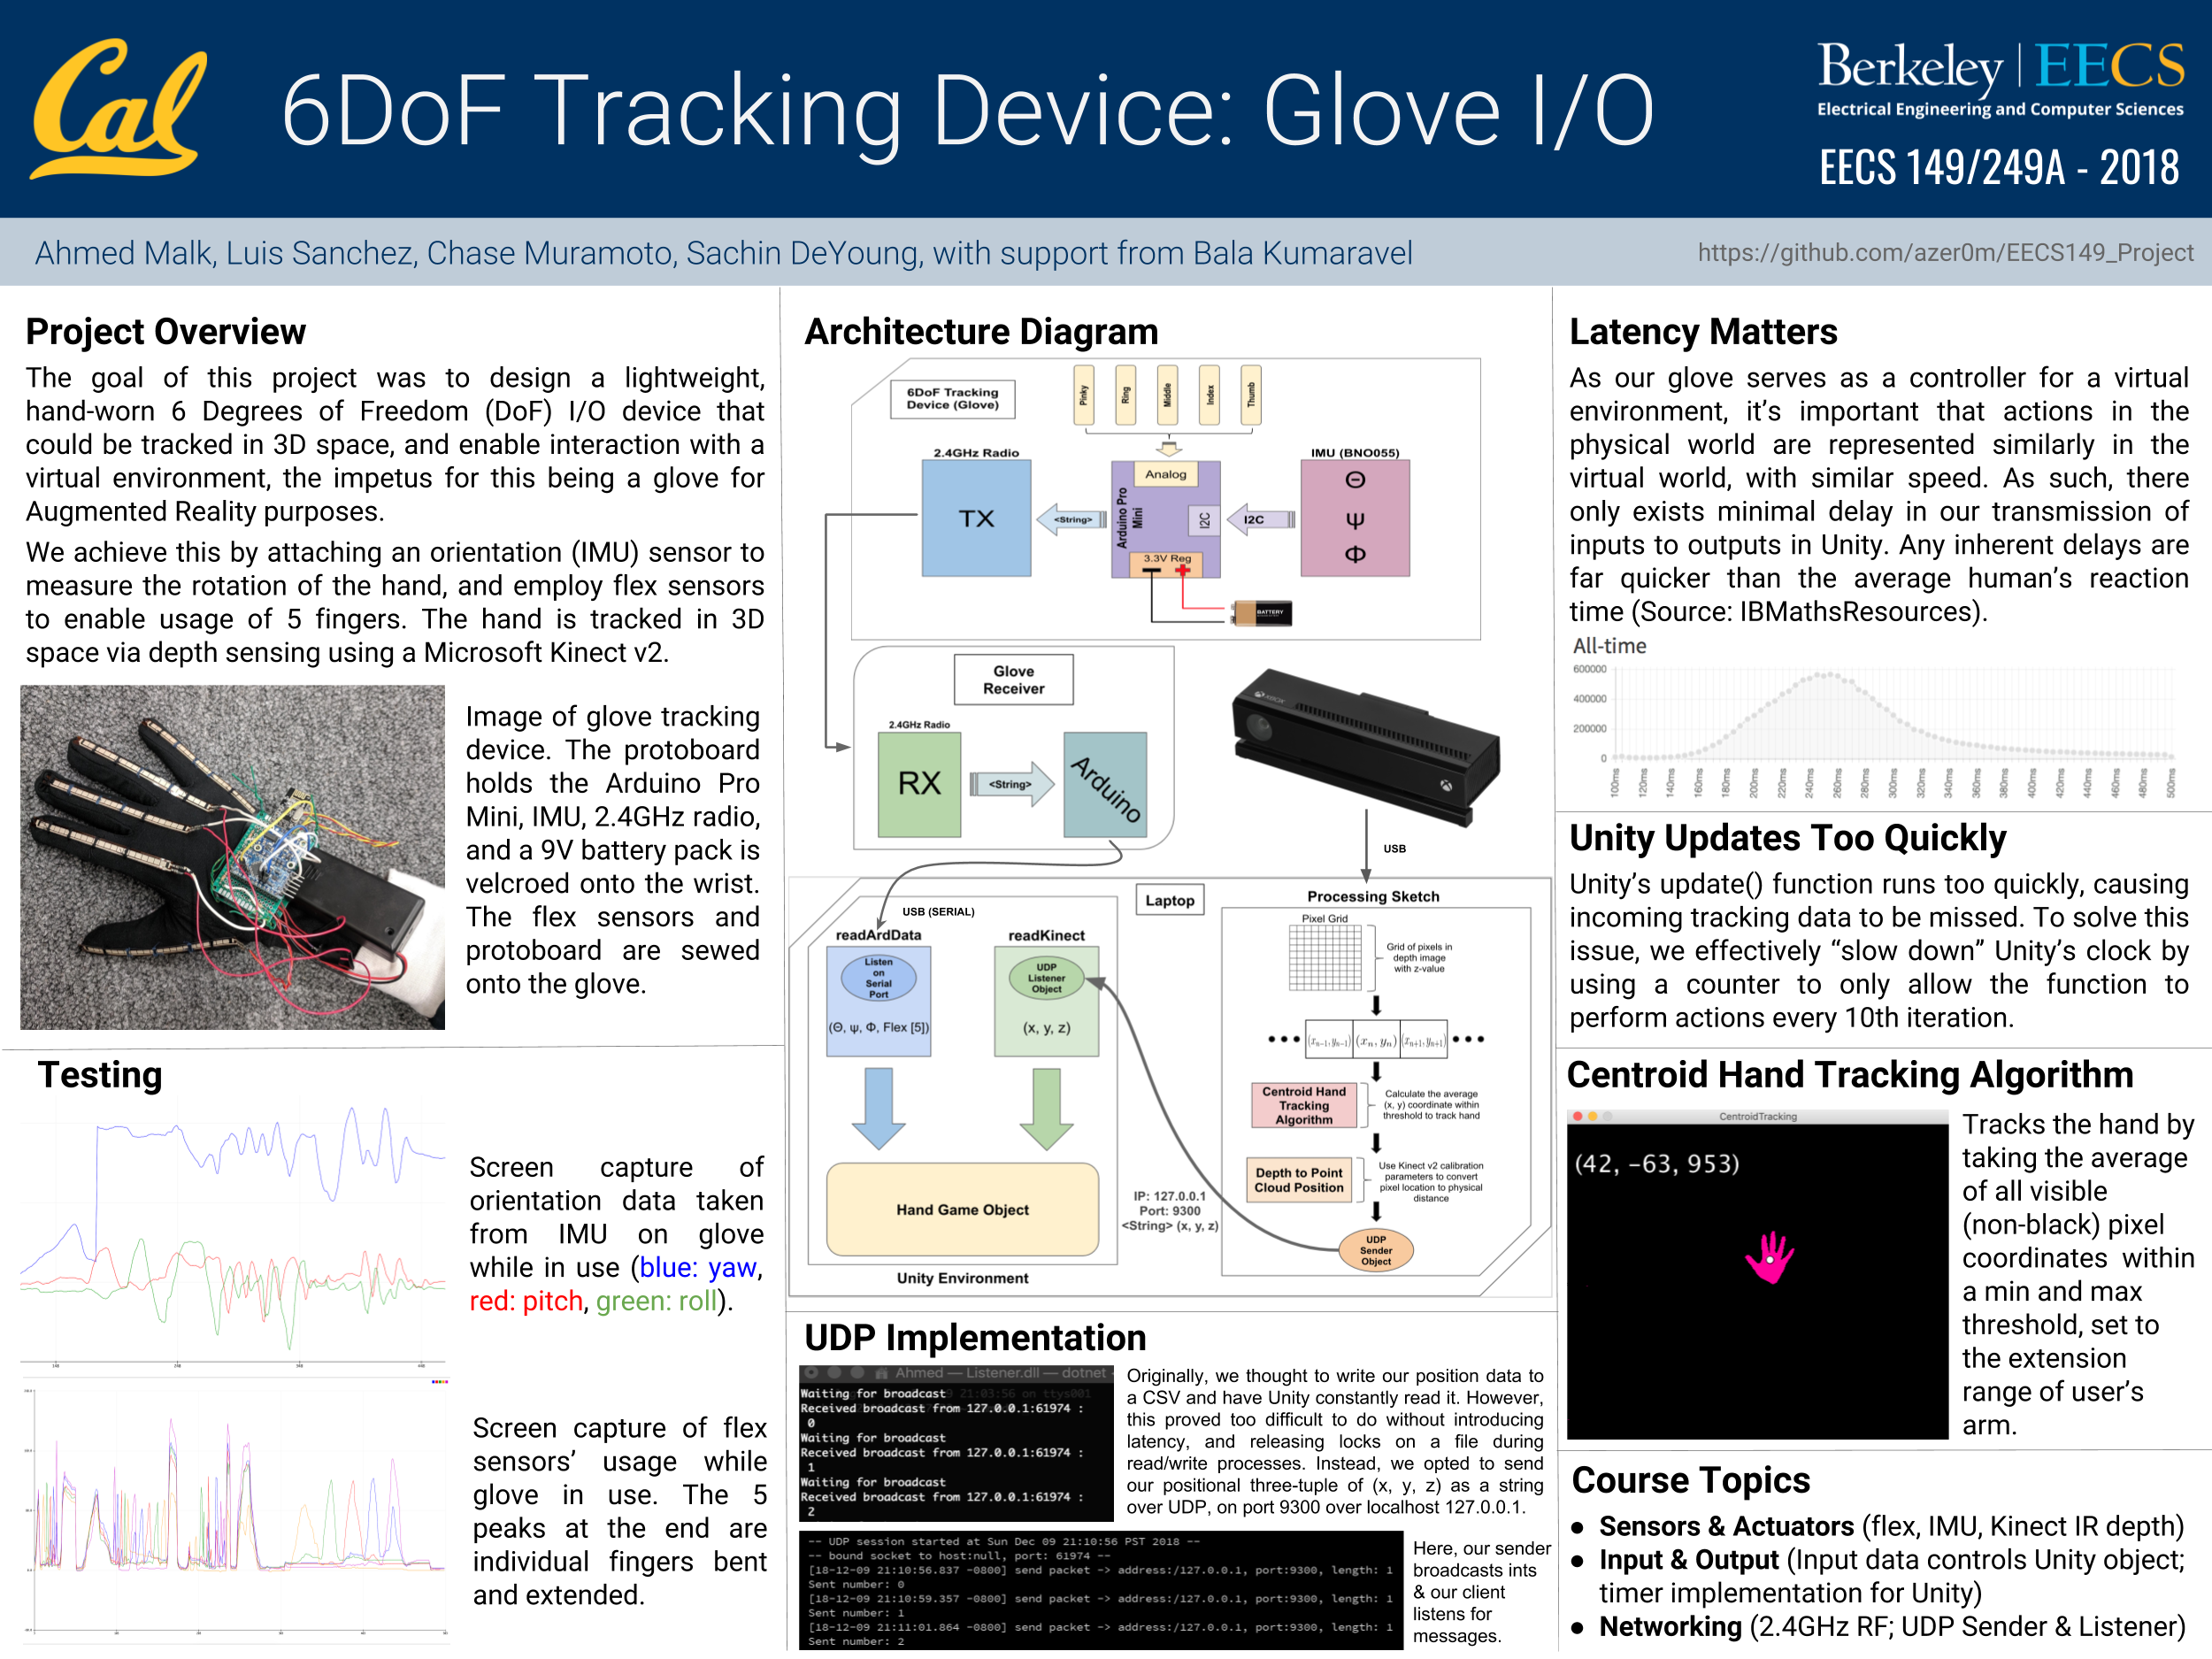 Cal
6DoF Tracking Device: Glove I/O
Berkeley | EECS
Electrical Engineering and Computer Sciences
EECS 149/249A - 2018
Ahmed Malk, Luis Sanchez, Chase Muramoto, Sachin DeYoung, with support from Bala Kumaravel
https://github.com/azer0m/EECS149_Project
Project Overview
The goal of this project was to design a lightweight,
hand-worn 6 Degrees of Freedom (DoF) I/O device that
could be tracked in 3D space, and enable interaction with a
virtual environment, the impetus for this being a glove for
Augmented Reality purposes.
We achieve this by attaching an orientation (IMU) sensor to
measure the rotation of the hand, and employ flex sensors
to enable usage of 5 fingers. The hand is tracked in 3D
space via depth sensing using a Microsoft Kinect v2.
Image of glove tracking
device. The protoboard
holds the Arduino Pro
Mini, IMU, 2.4GHz radio,
and a 9V battery pack is
velcroed onto the wrist.
The flex sensors and
protoboard are sewed
onto the glove.
Testing
Screen capture of
orientation data taken
from IMU on glove
while in use (blue: yaw,
red: pitch, green: roll).
Screen capture of flex
sensors' usage while
glove in use. The 5
peaks at the end are
individual fingers bent
and extended.
Architecture Diagram
6DoF Tracking
Device (Glove)
Pinky
Ring
Middle
Index
Thumb
2.4GHz Radio
TX
<String>
Analog
Arduino Pro
Mini
I2C
3.3V Reg
I2C
IMU (BNO055)
Θ
Ψ
Φ
BATTERY
Glove
Receiver
2.4GHz Radio
RX
<String>
Arduino
XBOX
USB
Laptop
USB (SERIAL)
readArdData
Listen
on
Serial
Port
(Θ, ψ, Φ, Flex [5])
readKinect
UDP
Listener
Object
(x, y, z)
Hand Game Object
Unity Environment
IP: 127.0.0.1
Port: 9300
<String> (x, y, z)
Processing Sketch
Pixel Grid
Grid of pixels in
depth image
with z-value
(xn-1, yn-1) (xn, yn) (xn+1, yn+1)
Centroid Hand
Tracking
Algorithm
Calculate the average
(x, y) coordinate within
threshold to track hand
Depth to Point
Cloud Position
Use Kinect v2 calibration
parameters to convert
pixel location to physical
distance
UDP
Sender
Object
UDP Implementation
Ahmed — Listener.dll — dotnet
Waiting for broadcast
21:03:56 on ttys001
Received broadcast from 127.0.0.1:61974 :
0
Waiting for broadcast
Received broadcast from 127.0.0.1:61974 :
1
Waiting for broadcast
Received broadcast from 127.0.0.1:61974 :
2
Originally, we thought to write our position data to
a CSV and have Unity constantly read it. However,
this proved too difficult to do without introducing
latency, and releasing locks on a file during
read/write processes. Instead, we opted to send
our positional three-tuple of (x, y, z) as a string
over UDP, on port 9300 over localhost 127.0.0.1.
-- UDP session started at Sun Dec 09 21:10:56 PST 2018 --
-- bound socket to host:null, port: 61974 --
[18-12-09 21:10:56.837 -0800] send packet -> address:/127.0.0.1, port:9300, length: 1
Sent number: 0
[18-12-09 21:10:59.357 -0800] send packet -> address:/127.0.0.1, port:9300, length: 1
Sent number: 1
[18-12-09 21:11:01.864 -0800] send packet -> address:/127.0.0.1, port:9300, length: 1
Sent number: 2
Here, our sender
broadcasts ints
& our client
listens for
messages.
Latency Matters
As our glove serves as a controller for a virtual
environment, it's important that actions in the
physical world are represented similarly in the
virtual world, with similar speed. As such, there
only exists minimal delay in our transmission of
inputs to outputs in Unity. Any inherent delays are
far quicker than the average human's reaction
time (Source: IBMathsResources).
All-time
600000
400000
200000
0
100ms 120ms 140ms 160ms 180ms 200ms 220ms 240ms 260ms 280ms 300ms 320ms 340ms 360ms 380ms 400ms 420ms 440ms 460ms 480ms 500ms
Unity Updates Too Quickly
Unity's update() function runs too quickly, causing
incoming tracking data to be missed. To solve this
issue, we effectively “slow down” Unity's clock by
using a counter to only allow the function to
perform actions every 10th iteration.
Centroid Hand Tracking Algorithm
CentroidTracking
(42, -63, 953)
Tracks the hand by
taking the average
of all visible
(non-black) pixel
coordinates within
a min and max
threshold, set to
the extension
range of user's
arm.
Course Topics
● Sensors & Actuators (flex, IMU, Kinect IR depth)
● Input & Output (Input data controls Unity object;
timer implementation for Unity)
● Networking (2.4GHz RF; UDP Sender & Listener)